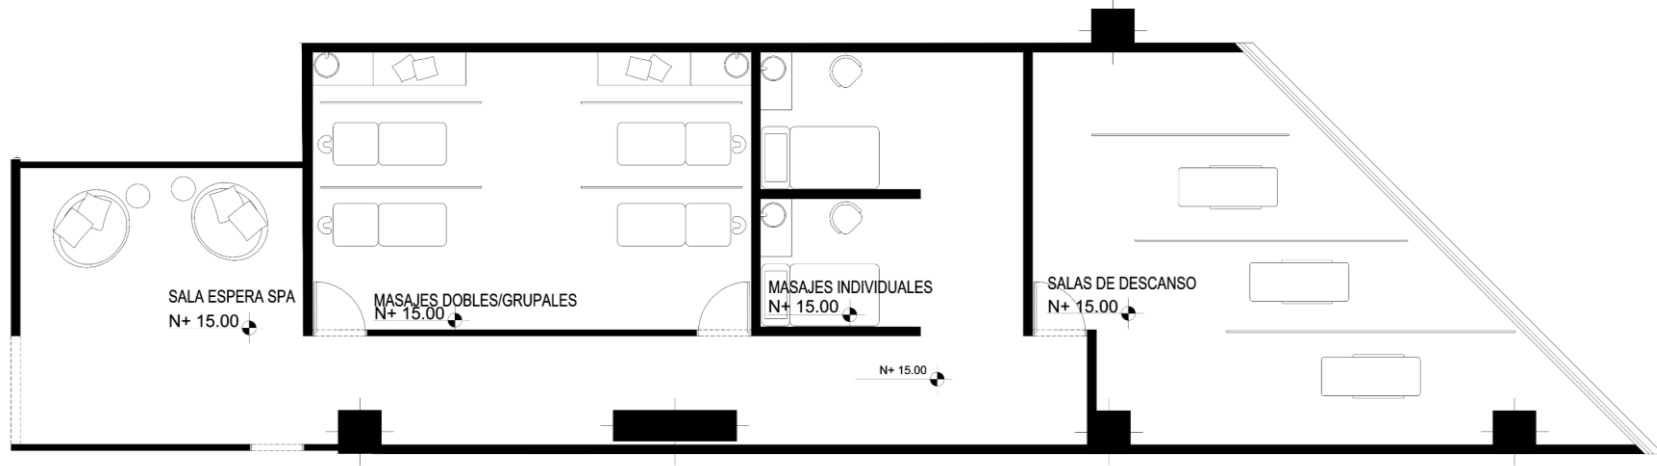 SALA ESPERA SPA
N+ 15.00
MASAJES DOBLES/GRUPALES
N+ 15.00
MASAJES INDIVIDUALES
N+ 15.00
SALAS DE DESCANSO
N+ 15.00
N+ 15.00